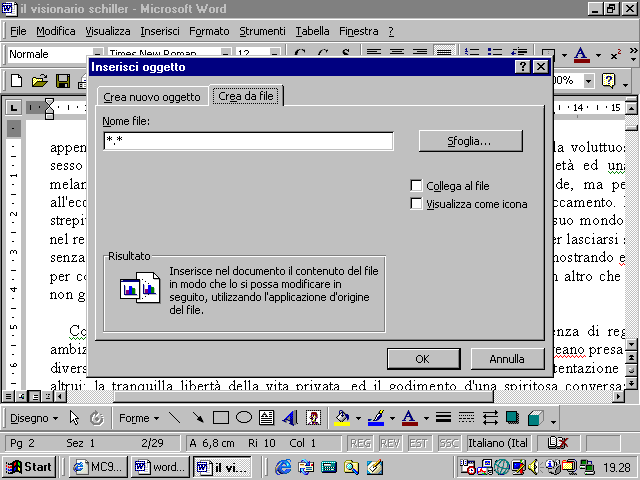 il visionario schiller - Microsoft Word
File Modifica Visualizza Inserisci Formato Strumenti Tabella Finestra ?
Normale Times New Roman 12
Inserisci oggetto
Crea nuovo oggetto Crea da file
Nome file:
*.*
Sfoglia...
Collega al file
Visualizza come icona
Risultato
Inserisce nel documento il contenuto del file
in modo che lo si possa modificare in
seguito, utilizzando l'applicazione d'origine
del file.
OK Annulla
00%
14 15
appen a voluttuos
sesso età ed una
melan de, ma pe
all'ecc ccamento.
strepit suo mondo
nel re per lasciarsi s
senza mostrando e
per co n altro che
non g
Co enza di reg
ambiz eano presa
divers tentazione
altrui; la tranquilla libertà della vita privata, ed il godimento d'una spiritosa conversa
Disegno Forme
Pg 2 Sez 1 2/29 A 6,8 cm Ri 10 Col 1 REG REV EST SSC Italiano (Ital
Start MC9... word... il vi... 19.28